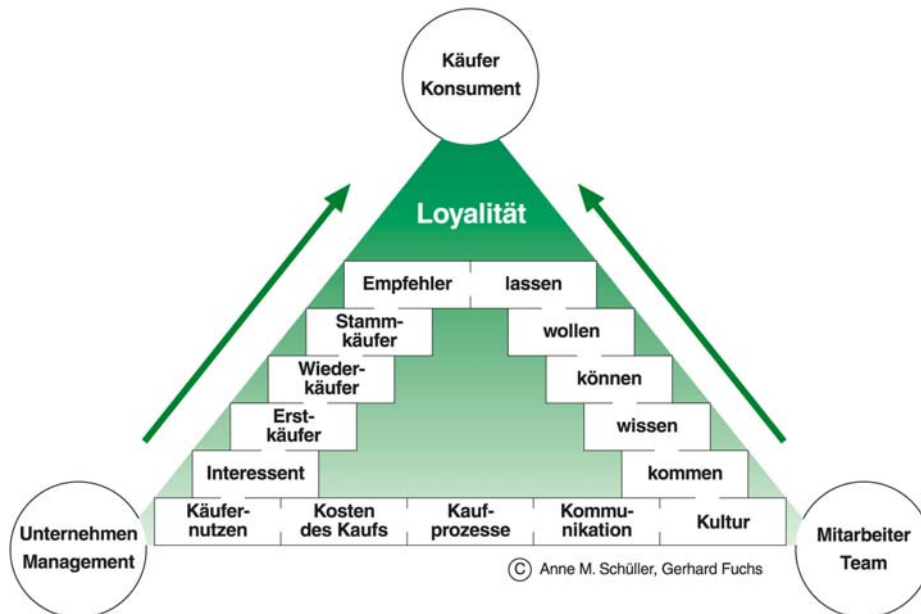 Käufer
Konsument
Loyalität
Empfehler
lassen
Stamm-
käufer
wollen
Wieder-
käufer
können
Erst-
käufer
wissen
Interessent
kommen
Unternehmen
Management
Käufer-
nutzen
Kosten
des Kaufs
Kauf-
prozesse
Kommu-
nikation
Kultur
Mitarbeiter
Team
© Anne M. Schüller, Gerhard Fuchs